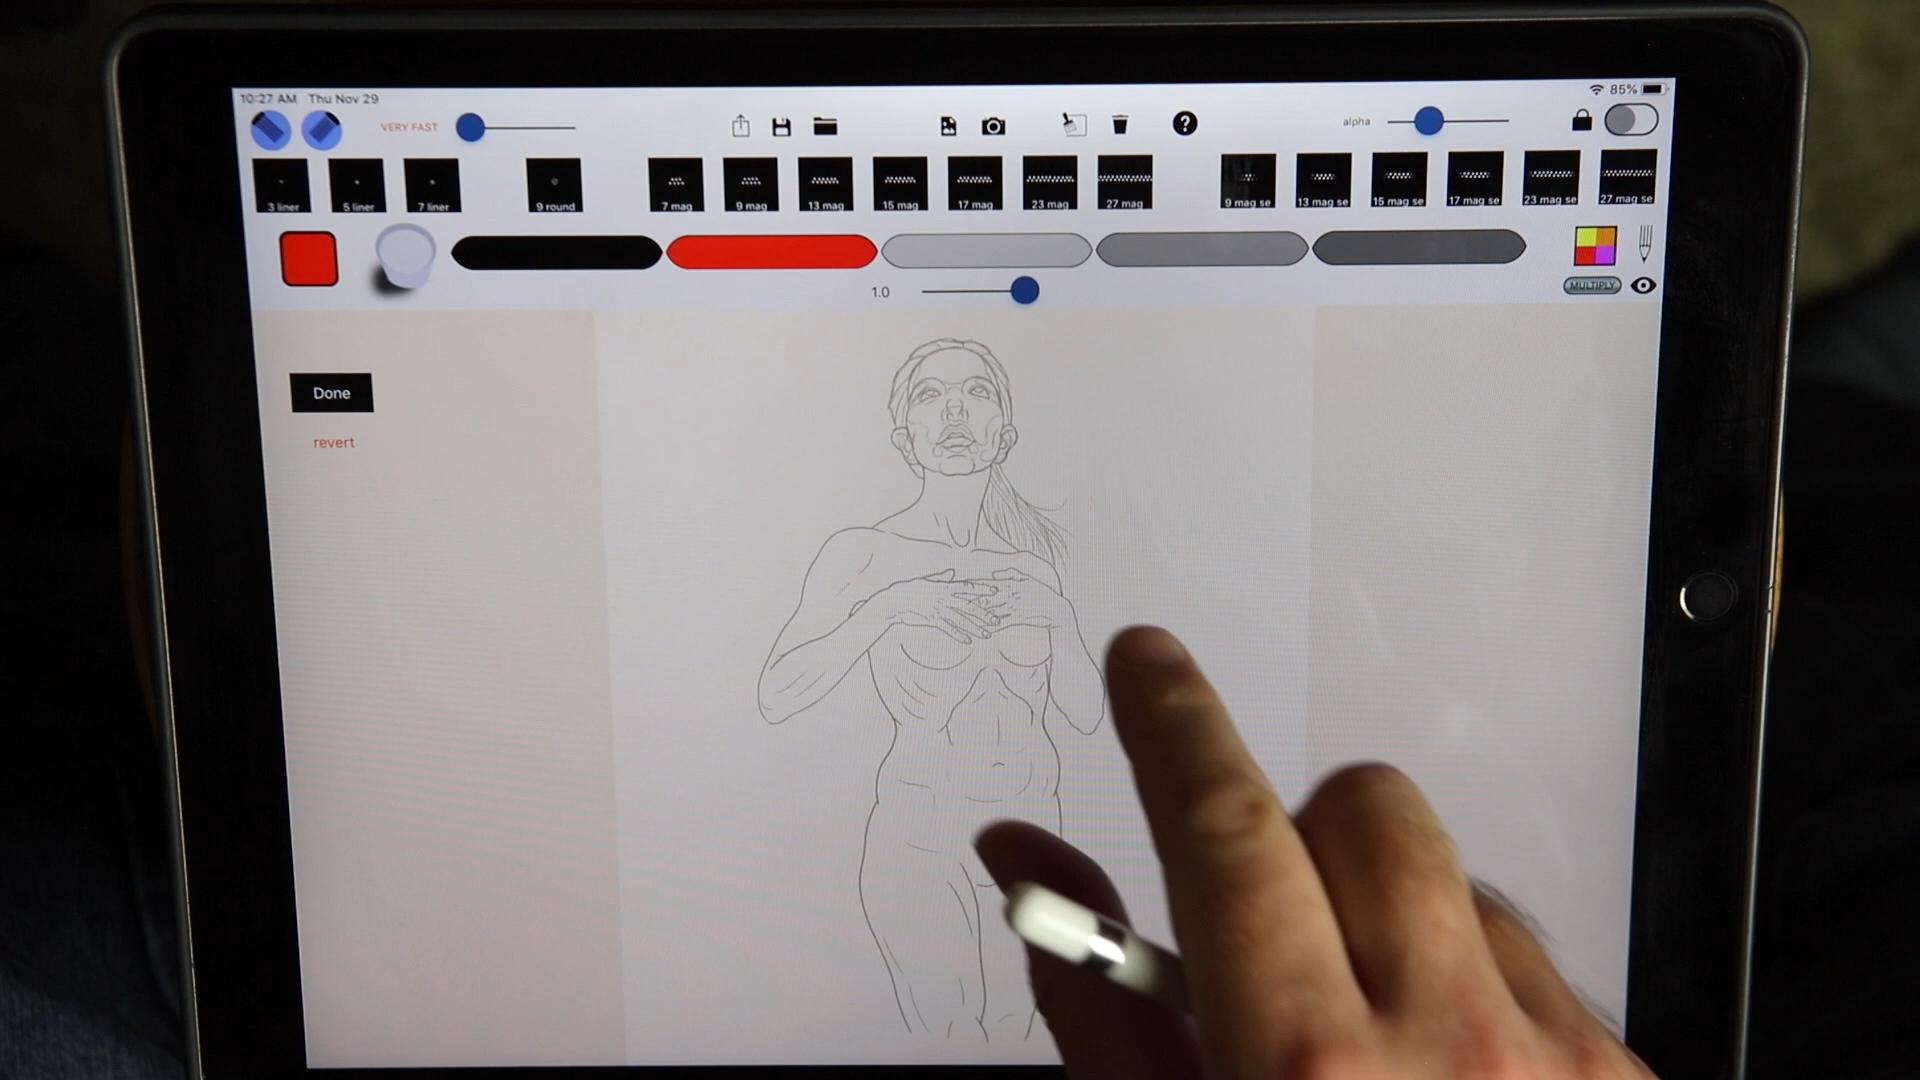 10:27 AM Thu Nov 29
85%
VERY FAST
alpha
3 liner 5 liner 7 liner 9 round 7 mag 9 mag 13 mag 15 mag 17 mag 23 mag 27 mag 9 mag se 13 mag se 15 mag se 17 mag se 23 mag se 27 mag se
1.0
MULTIPLY
Done
revert